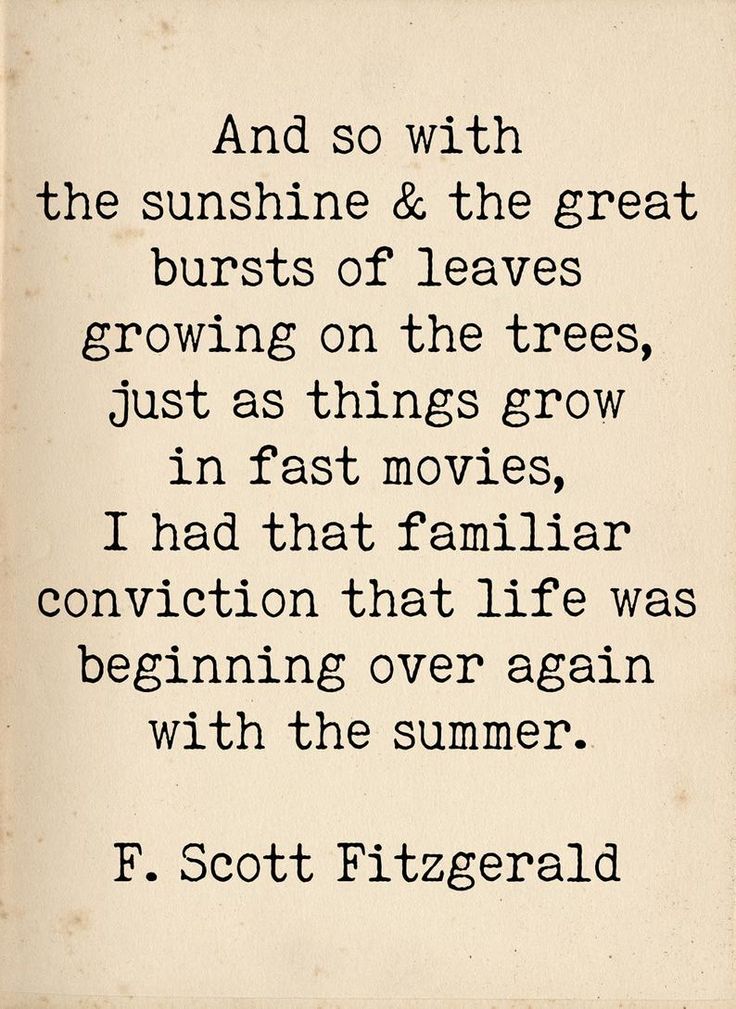 And so with
the sunshine & the great
bursts of leaves
growing on the trees,
just as things grow
in fast movies,
I had that familiar
conviction that life was
beginning over again
with the summer.
F. Scott Fitzgerald